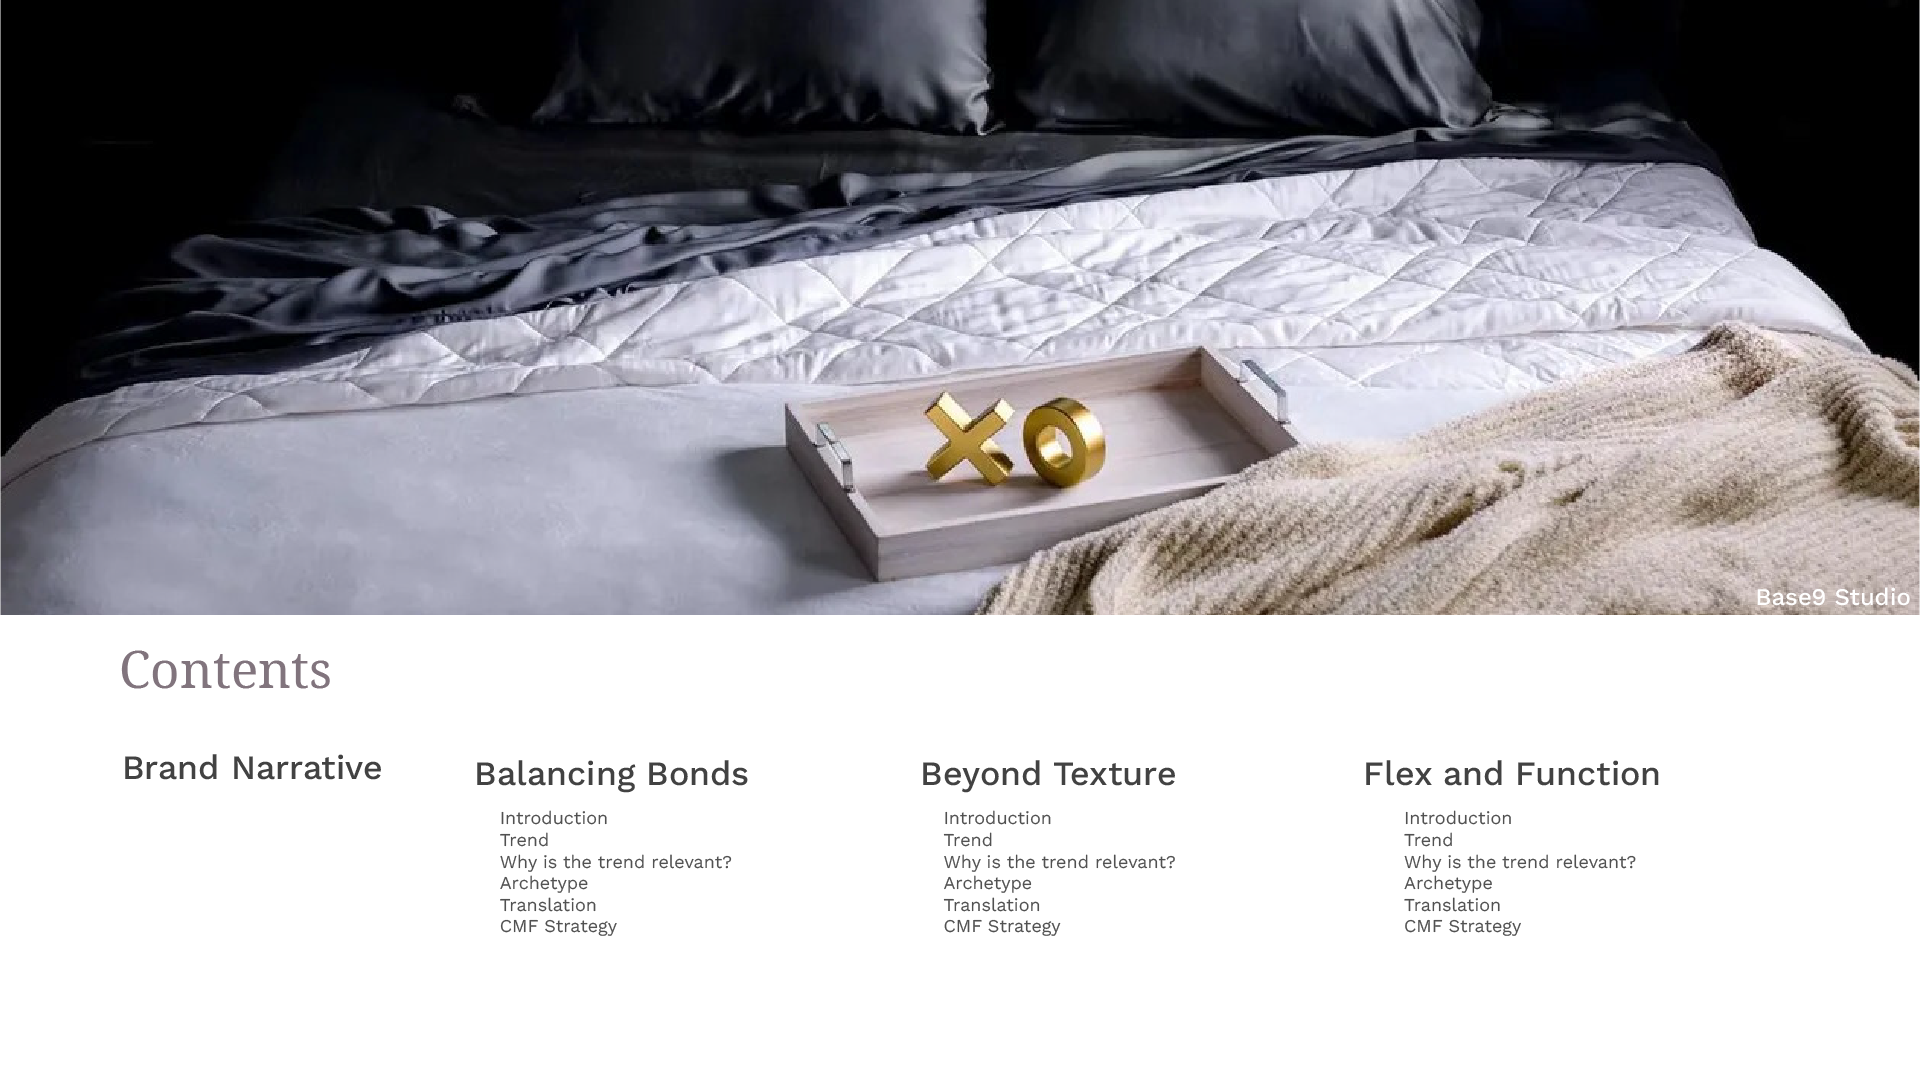 XO
Base9 Studio
Contents
Brand Narrative
Balancing Bonds
Introduction
Trend
Why is the trend relevant?
Archetype
Translation
CMF Strategy
Beyond Texture
Introduction
Trend
Why is the trend relevant?
Archetype
Translation
CMF Strategy
Flex and Function
Introduction
Trend
Why is the trend relevant?
Archetype
Translation
CMF Strategy